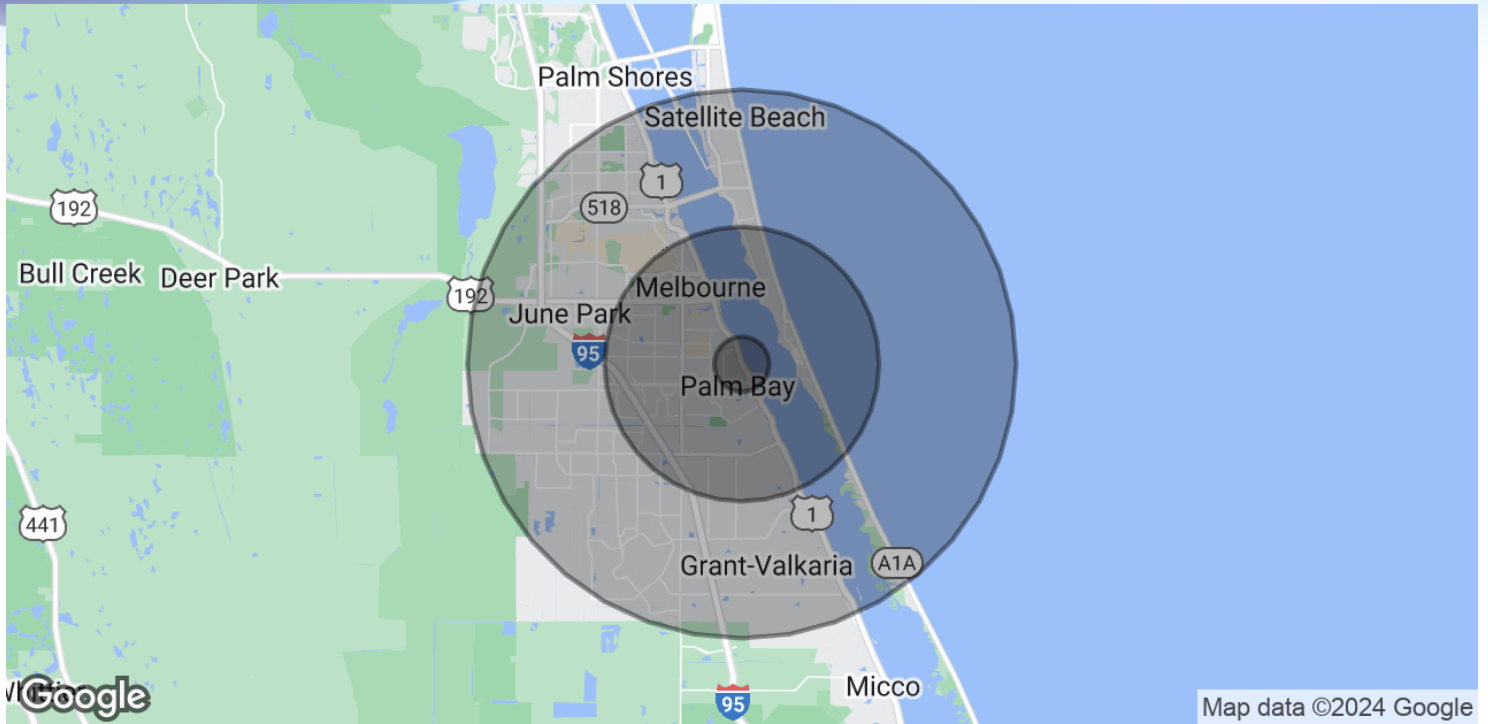 Palm Shores
Satellite Beach
1
192
518
Bull Creek
Deer Park
192
Melbourne
June Park
95
Palm Bay
441
1
Grant-Valkaria
A1A
Micco
Google
95
Map data ©2024 Google